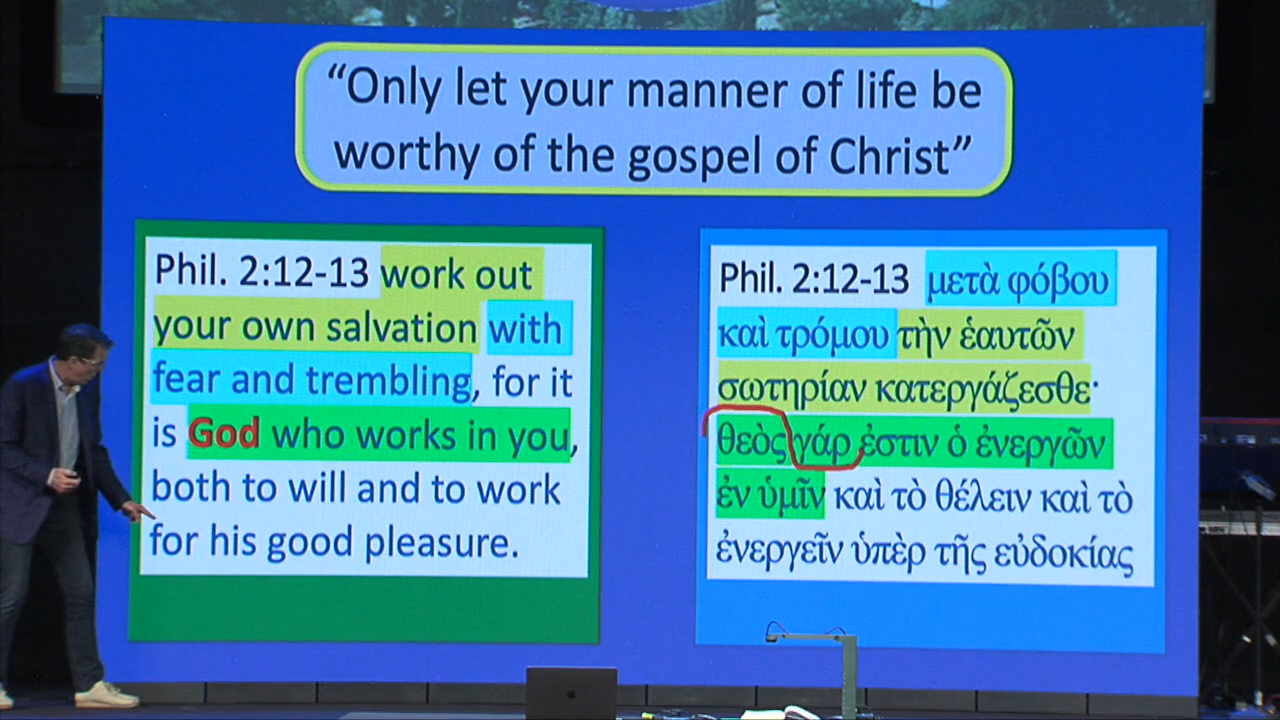 “Only let your manner of life be
worthy of the gospel of Christ”
Phil. 2:12-13 work out
your own salvation with
fear and trembling, for it
is God who works in you,
both to will and to work
for his good pleasure.
Phil. 2:12-13 μετὰ φόβου
καὶ τρόμου τὴν ἑαυτῶν
σωτηρίαν κατεργάζεσθε·
θεὸς γάρ ἐστιν ὁ ἐνεργῶν
ἐν ὑμῖν καὶ τὸ θέλειν καὶ τὸ
ἐνεργεῖν ὑπὲρ τῆς εὐδοκίας